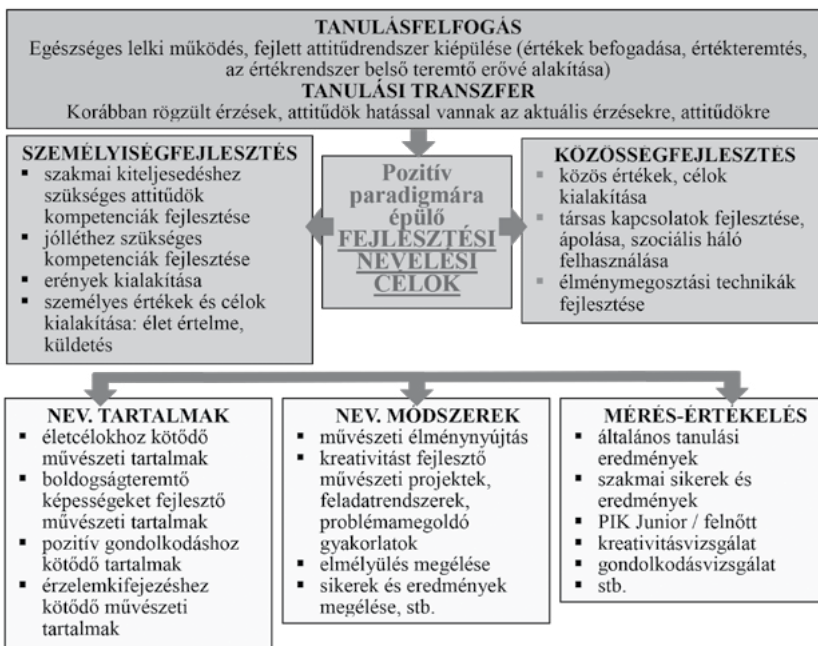 TANULÁSFELFOGÁS
Egészséges lelki működés, fejlett attitűdrendszer kiépülése (értékek befogadása, értékteremtés,
az értékrendszer belső teremtő erővé alakítása)
TANULÁSI TRANSZFER
Korábban rögzült érzések, attitűdök hatással vannak az aktuális érzésekre, attitűdökre
SZEMÉLYISÉGFEJLESZTÉS
▪ szakmai kiteljesedéshez
szükséges attitűdök
kompetenciák fejlesztése
▪ jólléthez szükséges
kompetenciák fejlesztése
▪ erények kialakítása
▪ személyes értékek és célok
kialakítása: élet értelme,
küldetés
Pozitív
paradigmára
épülő
FEJLESZTÉSI
NEVELÉSI
CÉLOK
KÖZÖSSÉGFEJLESZTÉS
▪ közös értékek, célok
kialakítása
▪ társas kapcsolatok fejlesztése,
ápolása, szociális háló
felhasználása
▪ élménymegosztási technikák
fejlesztése
NEV. TARTALMAK
▪ életcélokhoz kötődő
művészeti tartalmak
▪ boldogságteremtő
képességeket fejlesztő
művészeti tartalmak
▪ pozitív gondolkodáshoz
kötődő tartalmak
▪ érzelemkifejezéshez
kötődő művészeti
tartalmak
NEV. MÓDSZEREK
▪ művészeti élménynyújtás
▪ kreativitást fejlesztő
művészeti projektek,
feladatrendszerek,
problémamegoldó
gyakorlatok
▪ elmélyülés megélése
▪ sikerek és eredmények
megélése, stb.
MÉRÉS-ÉRTÉKELÉS
▪ általános tanulási
eredmények
▪ szakmai sikerek és
eredmények
▪ PIK Junior / felnőtt
▪ kreativitásvizsgálat
▪ gondolkodásvizsgálat
▪ stb.